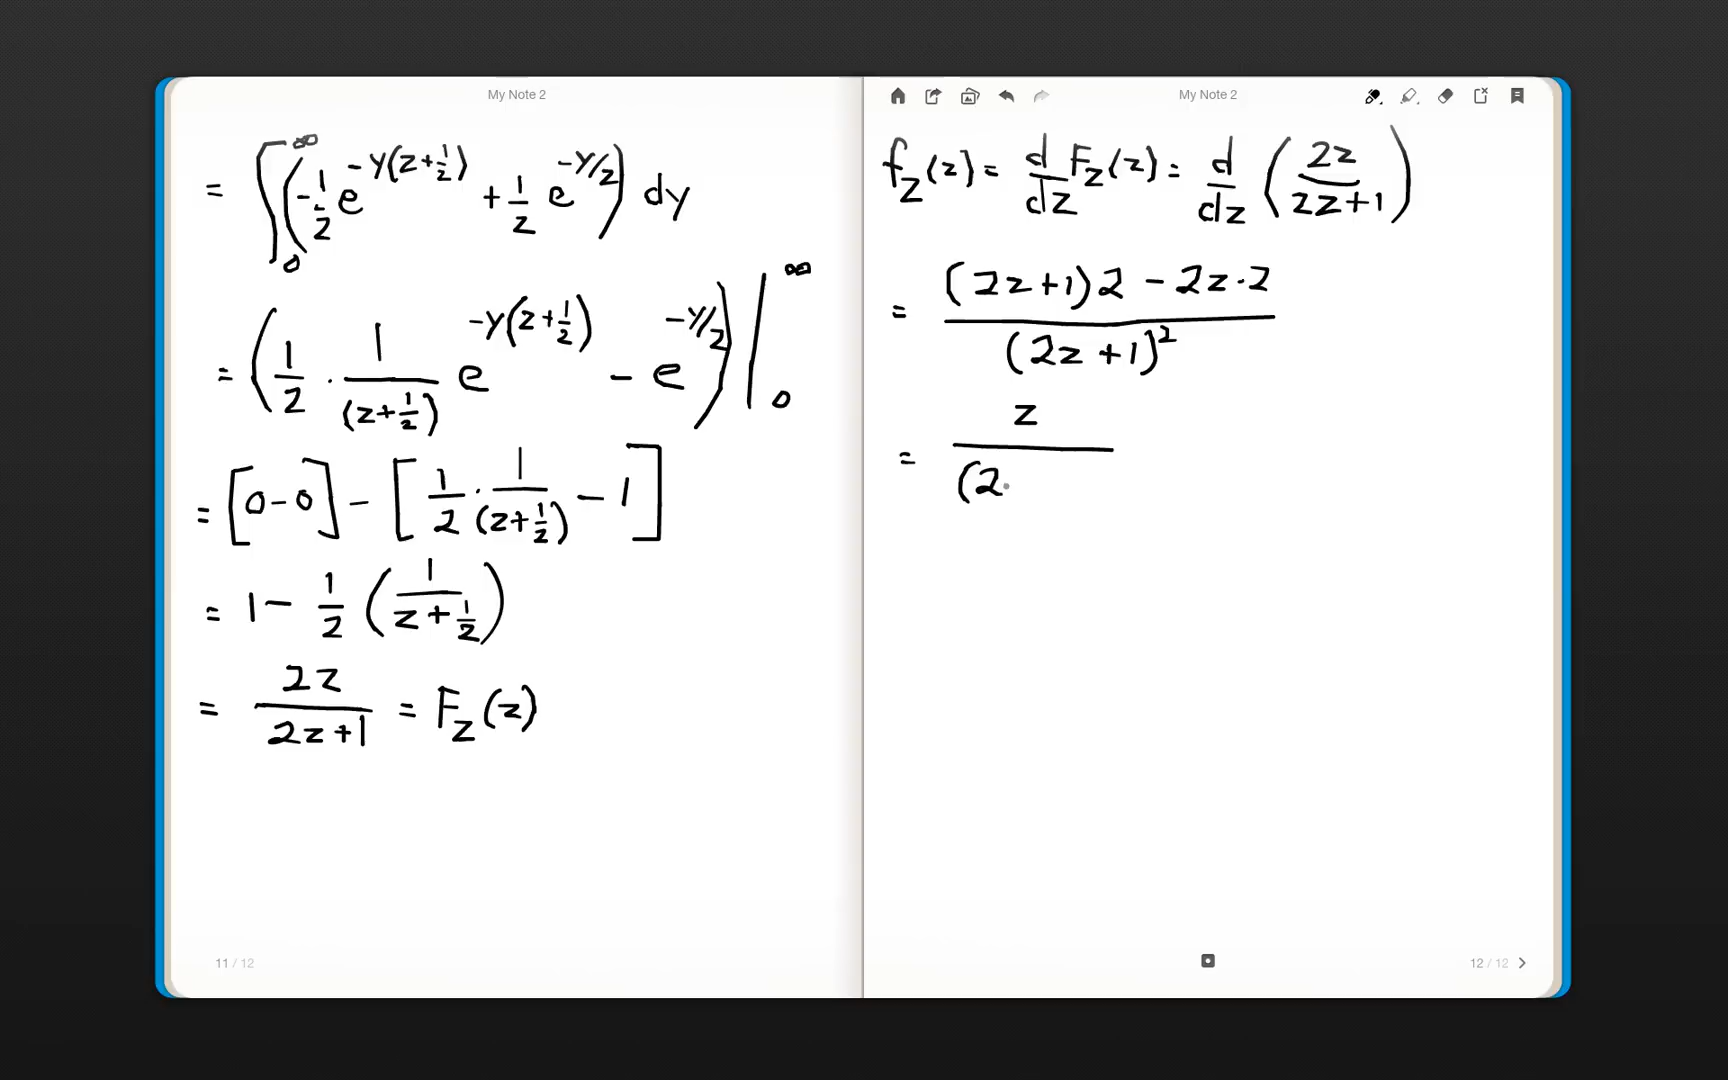 My Note 2
= ∫₀^∞ (-1/2 e^{-y(z+1/2)} + 1/2 e^{-y/2}) dy
= (1/2 · 1/(z+1/2) e^{-y(z+1/2)} - e^{-y/2}) |₀^∞
= [0-0] - [1/2 · 1/(z+1/2) - 1]
= 1 - 1/2 (1/(z+1/2))
= 2z/(2z+1) = F_Z(z)
11 / 12
My Note 2
f_Z(z) = d/dz F_Z(z) = d/dz (2z/(2z+1))
= ((2z+1)2 - 2z·2)/(2z+1)²
= 2/(2
12 / 12